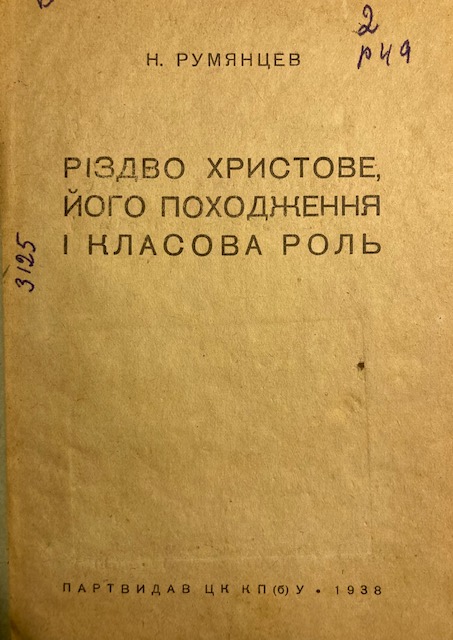 2
р49
Н. РУМЯНЦЕВ
РІЗДВО ХРИСТОВЕ,
ЙОГО ПОХОДЖЕННЯ
І КЛАСОВА РОЛЬ
3125
ПАРТВИДАВ ЦК КП(б)У • 1938